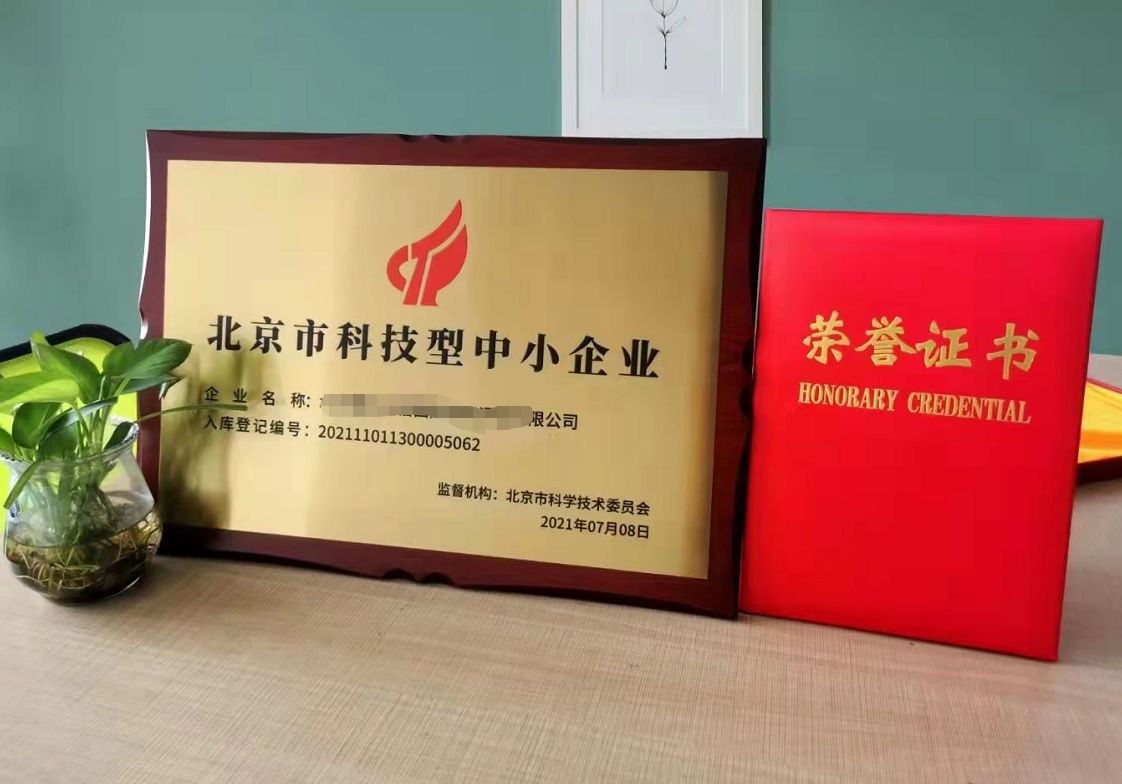 北京市科技型中小企业
企业名称: 限公司
入库登记编号：202111011300005062
监督机构：北京市科学技术委员会
2021年07月08日
荣誉证书
HONORARY CREDENTIAL